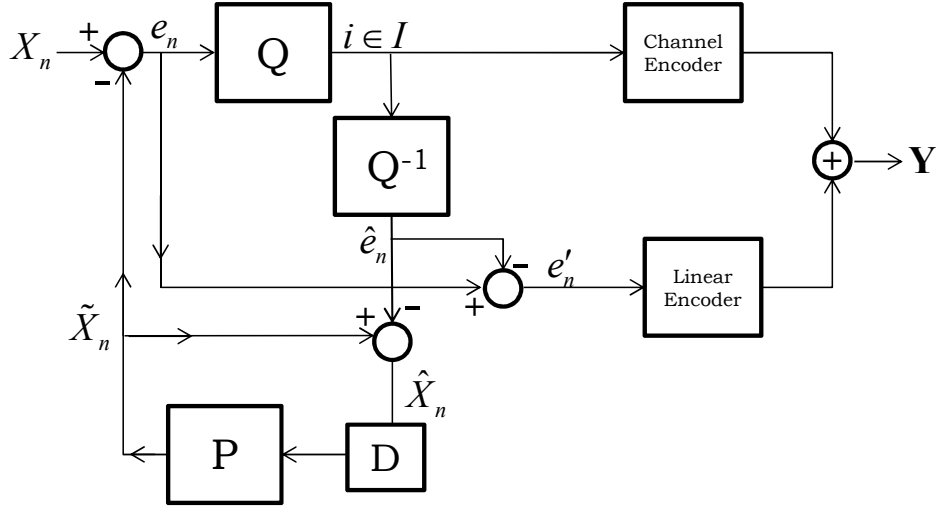 X_n
+
−
e_n
Q
i ∈ I
Channel
Encoder
Q^-1
+
Y
ê_n
−
+
e′_n
Linear
Encoder
+
−
X̃_n
X̂_n
P
D